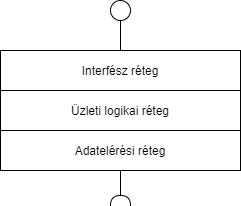 Interfész réteg
Üzleti logikai réteg
Adatelérési réteg